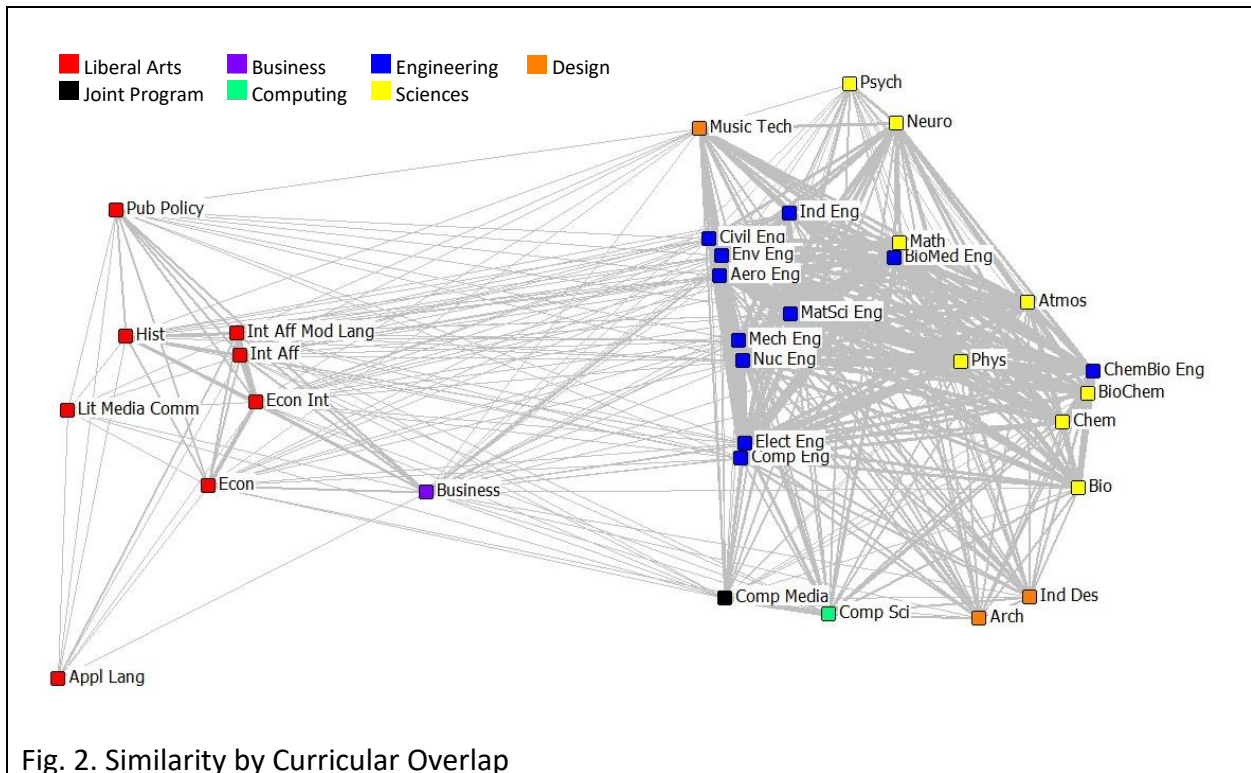 Liberal Arts Business Engineering Design
Joint Program Computing Sciences
Psych
Neuro
Music Tech
Pub Policy
Ind Eng
Civil Eng
Math
Env Eng
BioMed Eng
Aero Eng
Atmos
MatSci Eng
Int Aff Mod Lang
Hist
Mech Eng
Int Aff
Nuc Eng
Phys
ChemBio Eng
BioChem
Econ Int
Lit Media Comm
Chem
Elect Eng
Comp Eng
Econ
Business
Bio
Comp Media
Ind Des
Comp Sci
Arch
Appl Lang
Fig. 2. Similarity by Curricular Overlap